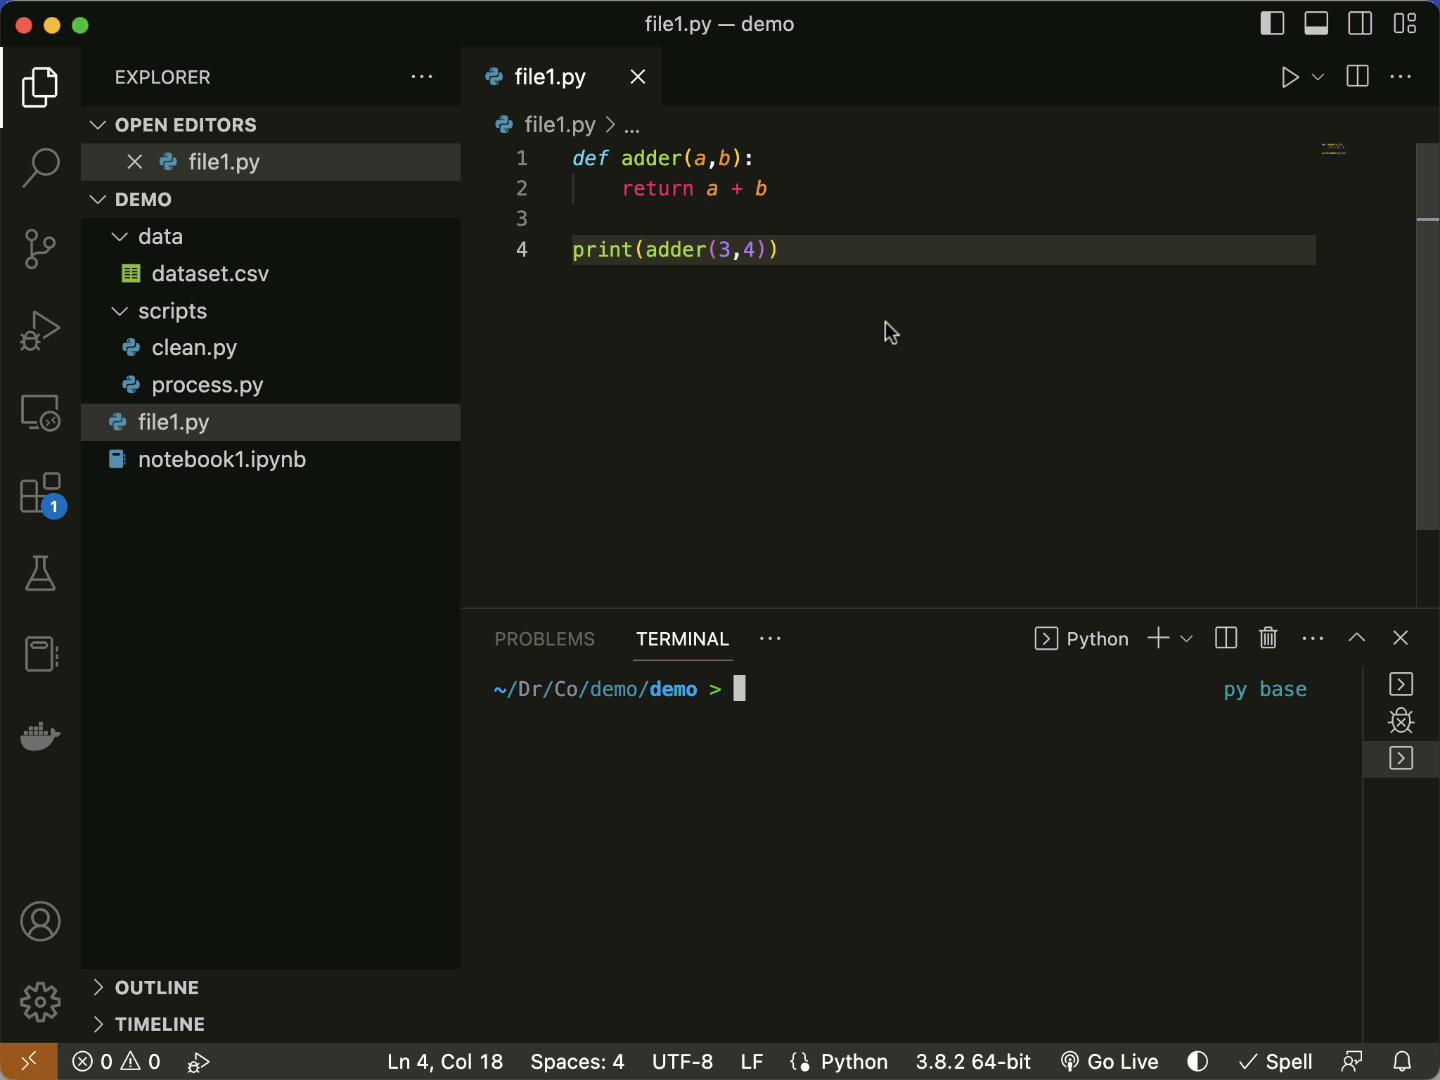 file1.py — demo
EXPLORER ···
OPEN EDITORS
file1.py
DEMO
data
dataset.csv
scripts
clean.py
process.py
file1.py
notebook1.ipynb
1
OUTLINE
TIMELINE
file1.py
file1.py > ...
1 def adder(a,b):
2 return a + b
3
4 print(adder(3,4))
PROBLEMS TERMINAL ··· Python
~/Dr/Co/demo/demo > py base
0 0 Ln 4, Col 18 Spaces: 4 UTF-8 LF Python 3.8.2 64-bit Go Live Spell